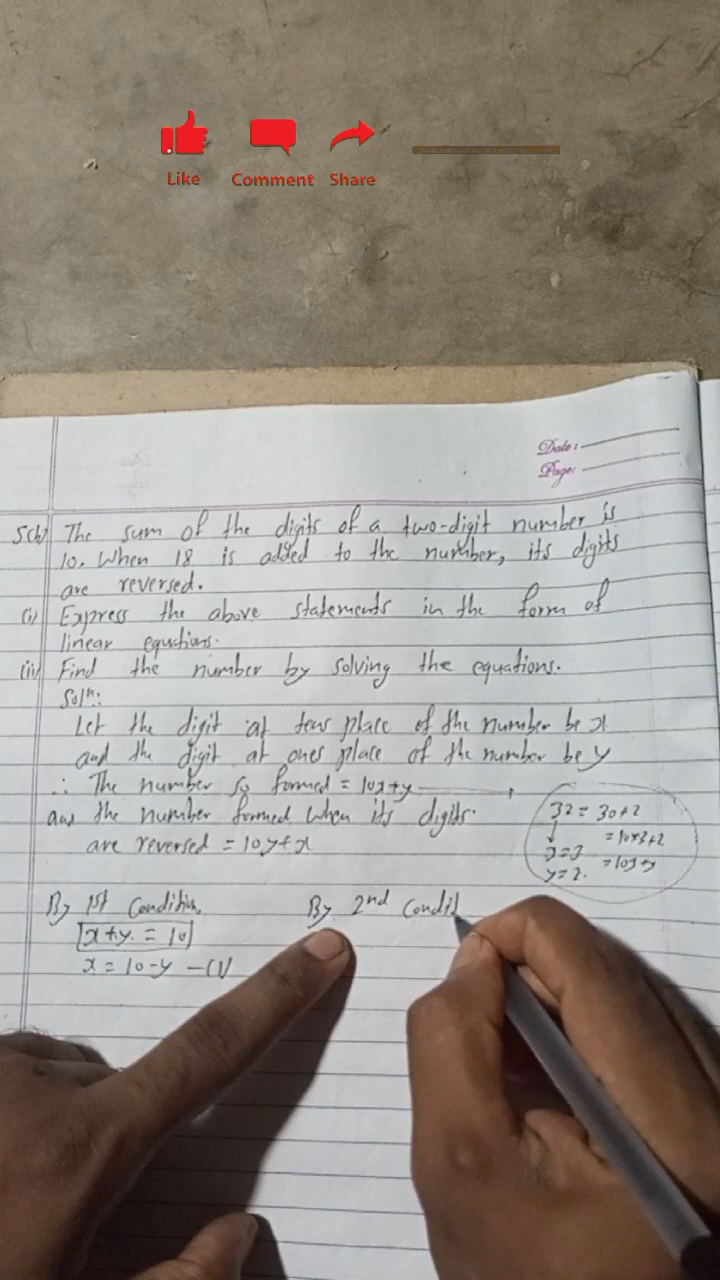 Like Comment Share
Date:
Page:
5(b) The sum of the digits of a two-digit number is
10. When 18 is added to the number, its digits
are reversed.
(i) Express the above statements in the form of
linear equations.
(ii) Find the number by solving the equations.
Solⁿ:
Let the digit at tens place of the number be x
and the digit at ones place of the number be y
∴ The number so formed = 10x+y
and the number formed when its digits
are reversed = 10y+x
32 = 30+2
= 10×3+2
x=3
= 10x+y
y=2.
By 1st Condition
x+y = 10
x = 10-y -(1)
By 2nd Condit